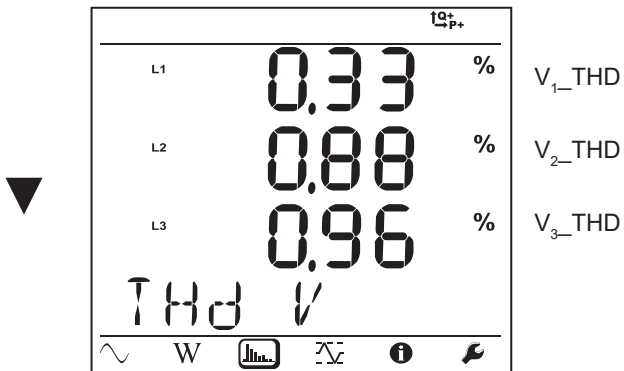 Q+
P+
L1 0.33 % V₁_THD
L2 0.88 % V₂_THD
L3 0.96 % V₃_THD
THd V
W